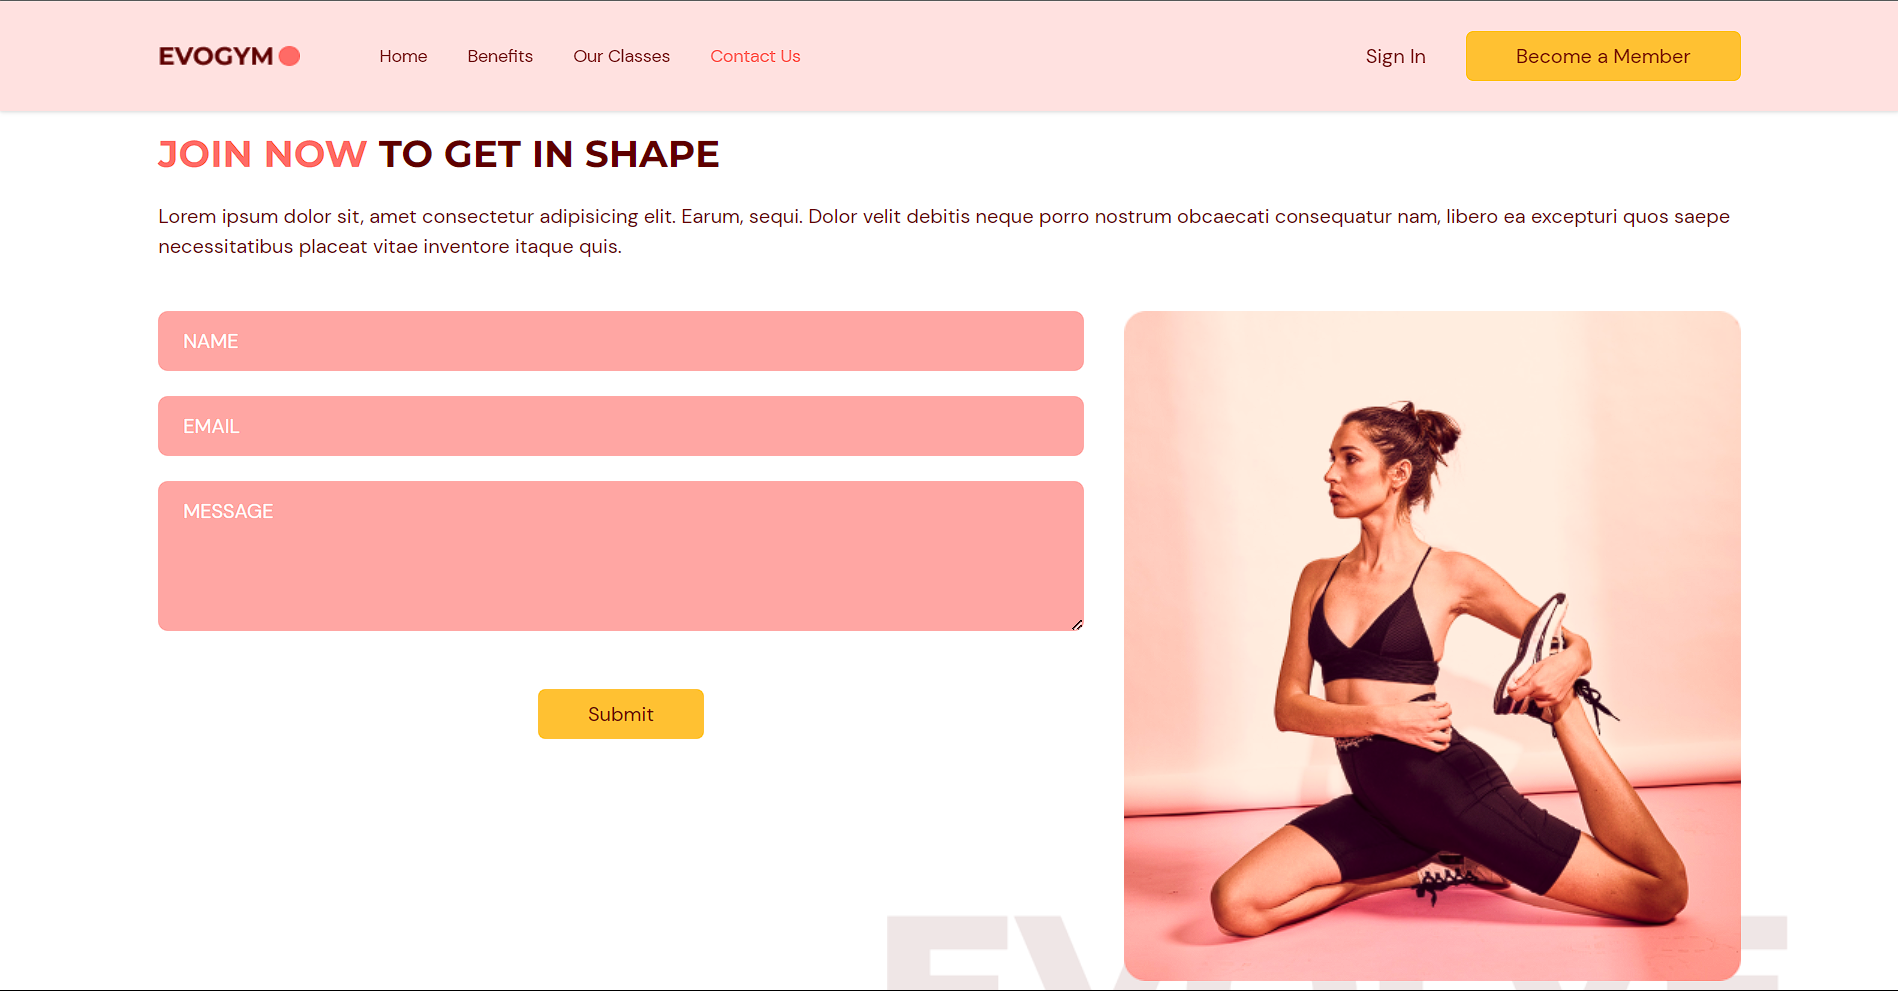 EVOGYM
Home
Benefits
Our Classes
Contact Us
Sign In
Become a Member
JOIN NOW TO GET IN SHAPE
Lorem ipsum dolor sit, amet consectetur adipisicing elit. Earum, sequi. Dolor velit debitis neque porro nostrum obcaecati consequatur nam, libero ea excepturi quos saepe
necessitatibus placeat vitae inventore itaque quis.
NAME
EMAIL
MESSAGE
Submit